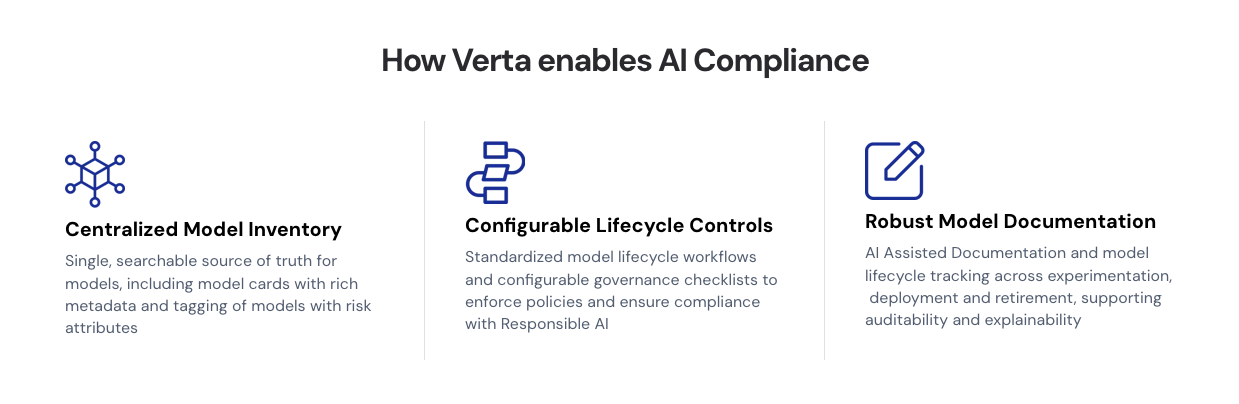 How Verta enables AI Compliance
Centralized Model Inventory
Single, searchable source of truth for
models, including model cards with rich
metadata and tagging of models with risk
attributes
Configurable Lifecycle Controls
Standardized model lifecycle workflows
and configurable governance checklists to
enforce policies and ensure compliance
with Responsible AI
Robust Model Documentation
AI Assisted Documentation and model
lifecycle tracking across experimentation,
deployment and retirement, supporting
auditability and explainability